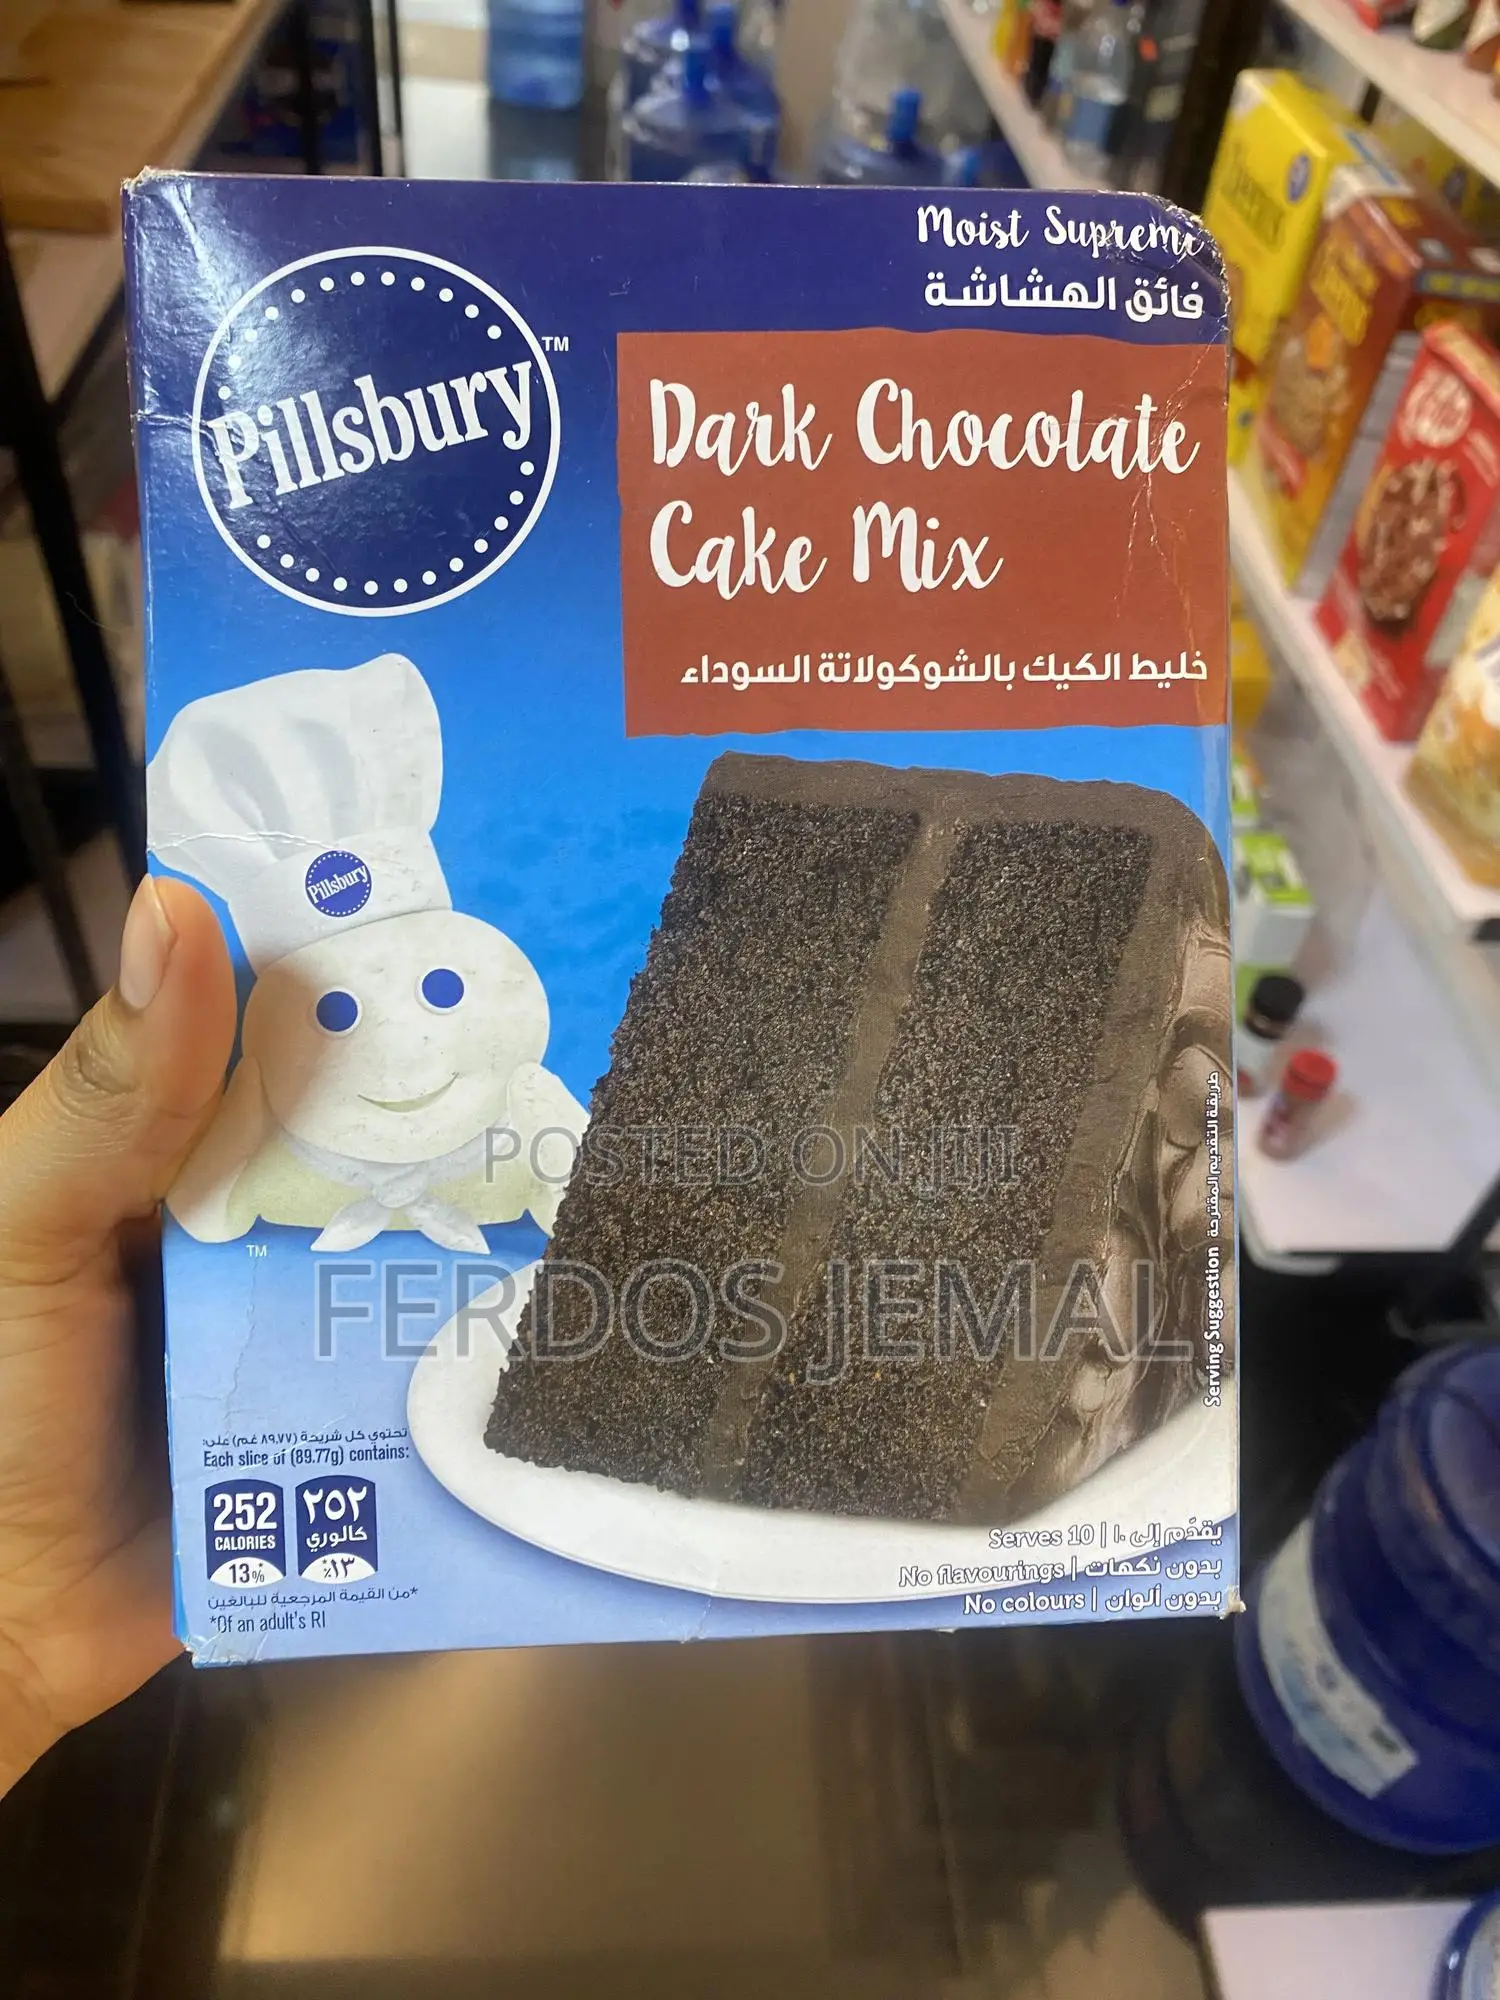 Moist Supreme
فائق الهشاشة
Pillsbury™
Dark Chocolate
Cake Mix
خليط الكيك بالشوكولاتة السوداء
Pillsbury
TM
POSTED ON JIJI
FERDOS JEMAL
طريقة التقديم المقترحة
Serving Suggestion
تحتوي كل شريحة (٨٩,٧٧ غم) على:
Each slice of (89.77g) contains:
252
CALORIES
13%*
٢٥٢
كالوري
٪١٣*
*من القيمة المرجعية للبالغين
*Of an adult's RI
Serves 10 | يقدّم إلى ١٠
No flavourings | بدون نكهات
No colours | بدون ألوان